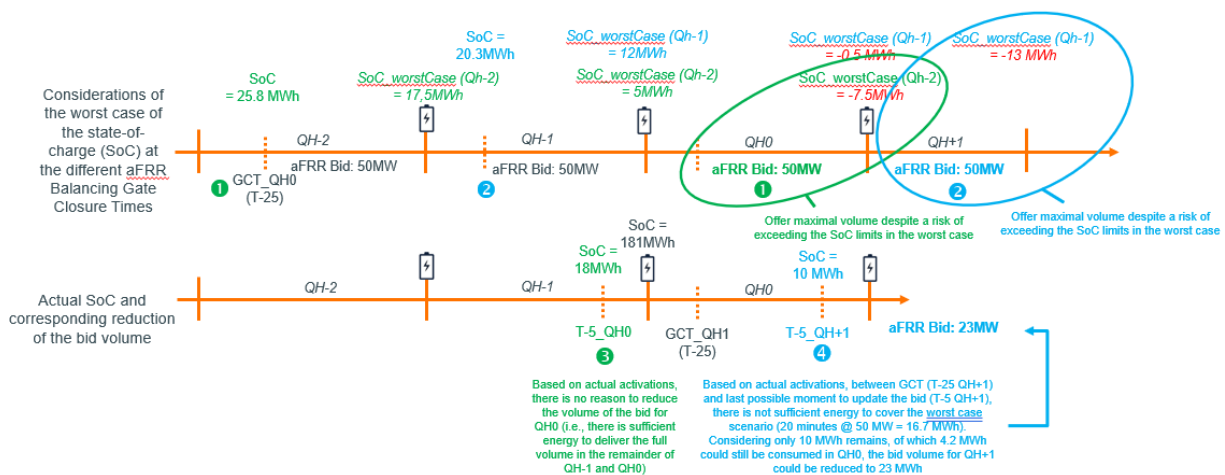 SoC =
20.3MWh
SoC_worstCase (Qh-1)
= 12MWh
SoC_worstCase (Qh-1)
= -0.5 MWh
SoC_worstCase (Qh-1)
= -13 MWh
SoC
= 25.8 MWh
SoC_worstCase (Qh-2)
= 17,5MWh
SoC_worstCase (Qh-2)
= 5MWh
SoC_worstCase (Qh-2)
= -7.5MWh
Considerations of
the worst case of
the state-of-
charge (SoC) at
the different aFRR
Balancing Gate
Closure Times
QH-2
QH-1
QH0
QH+1
1
GCT_QH0
(T-25)
aFRR Bid: 50MW
2
aFRR Bid: 50MW
aFRR Bid: 50MW
1
aFRR Bid: 50MW
2
Offer maximal volume despite a risk of
exceeding the SoC limits in the worst case
Offer maximal volume despite a risk of
exceeding the SoC limits in the worst case
SoC =
18MWh
SoC =
181MWh
SoC =
10 MWh
Actual SoC and
corresponding reduction
of the bid volume
QH-2
QH-1
QH0
T-5_QH0
3
GCT_QH1
(T-25)
T-5_QH+1
4
aFRR Bid: 23MW
Based on actual activations,
there is no reason to reduce
the volume of the bid for
QH0 (i.e., there is sufficient
energy to deliver the full
volume in the remainder of
QH-1 and QH0)
Based on actual activations, between GCT (T-25 QH+1)
and last possible moment to update the bid (T-5 QH+1),
there is not sufficient energy to cover the worst case
scenario (20 minutes @ 50 MW = 16.7 MWh).
Considering only 10 MWh remains, of which 4.2 MWh
could still be consumed in QH0, the bid volume for QH+1
could be reduced to 23 MWh